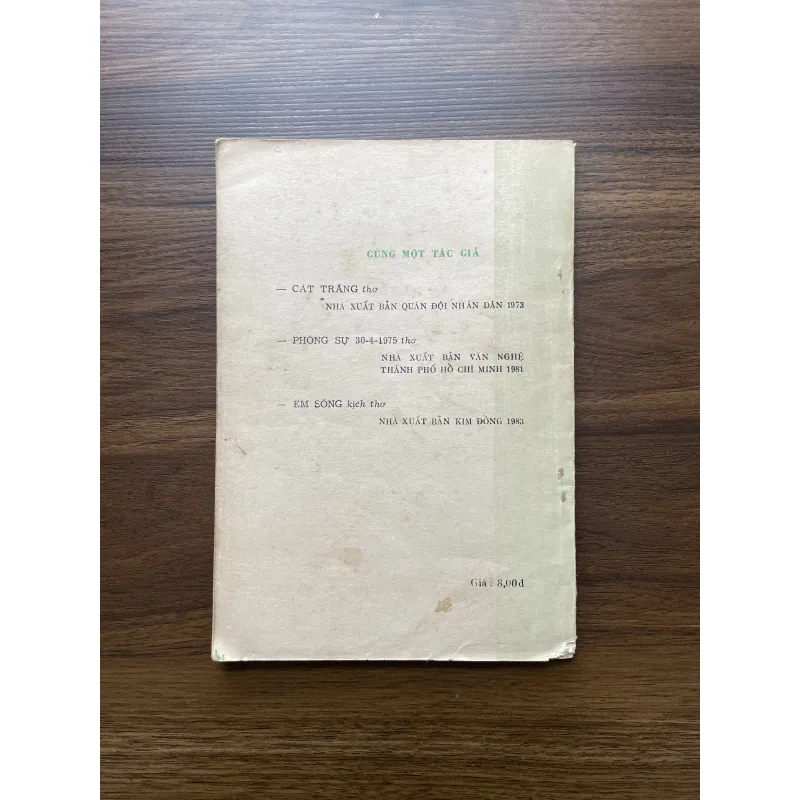 CÙNG MỘT TÁC GIẢ
— CÁT TRẮNG thơ
NHÀ XUẤT BẢN QUÂN ĐỘI NHÂN DÂN 1973
— PHÓNG SỰ 30-4-1975 thơ
NHÀ XUẤT BẢN VĂN NGHỆ
THÀNH PHỐ HỒ CHÍ MINH 1981
— EM SÓNG kịch thơ
NHÀ XUẤT BẢN KIM ĐỒNG 1983
Giá : 8,00đ